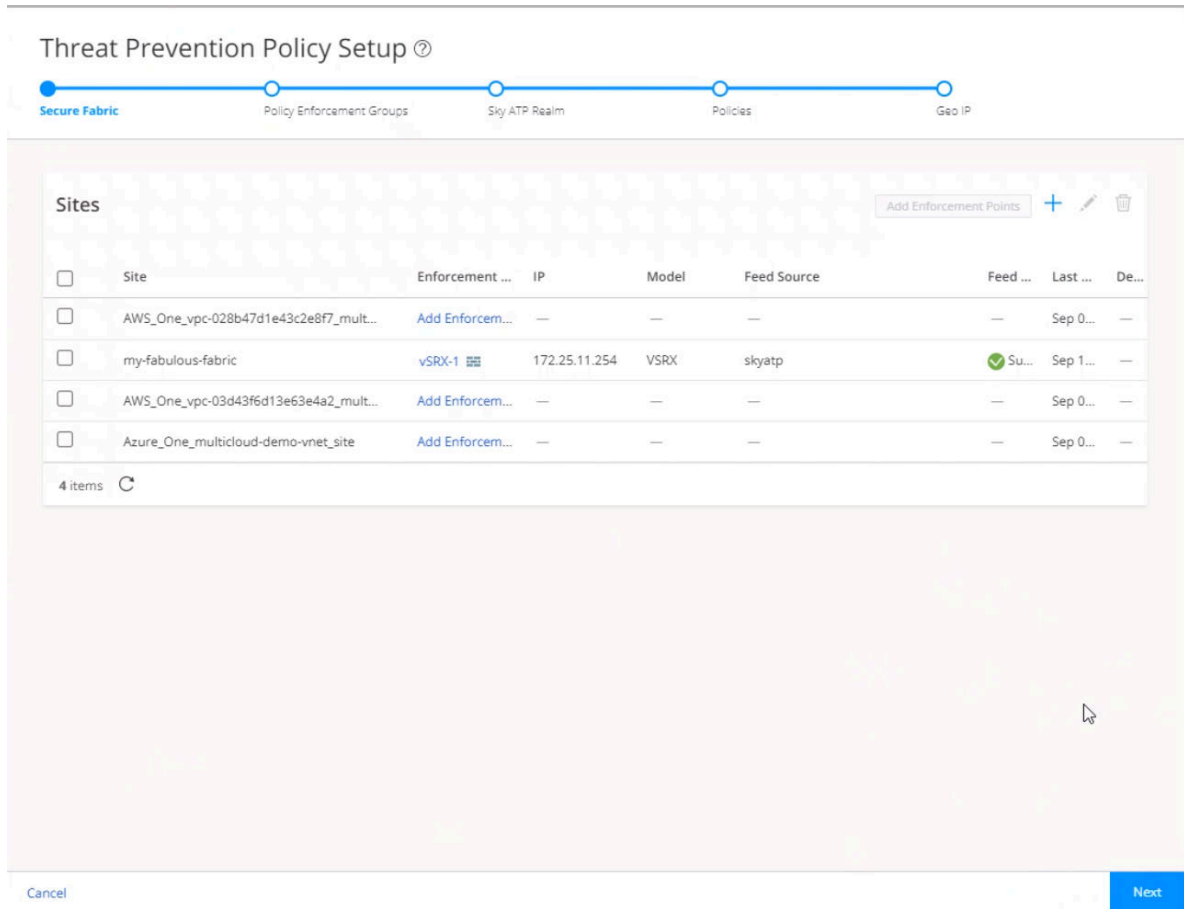 Threat Prevention Policy Setup ?
Secure Fabric Policy Enforcement Groups Sky ATP Realm Policies Geo IP
Sites Add Enforcement Points
Site Enforcement ... IP Model Feed Source Feed ... Last ... De...
AWS_One_vpc-028b47d1e43c2e8f7_mult... Add Enforcem... — — — — Sep 0... —
my-fabulous-fabric vSRX-1 172.25.11.254 VSRX skyatp Su... Sep 1... —
AWS_One_vpc-03d43f6d13e63e4a2_mult... Add Enforcem... — — — — Sep 0... —
Azure_One_multicloud-demo-vnet_site Add Enforcem... — — — — Sep 0... —
4 items
Cancel Next